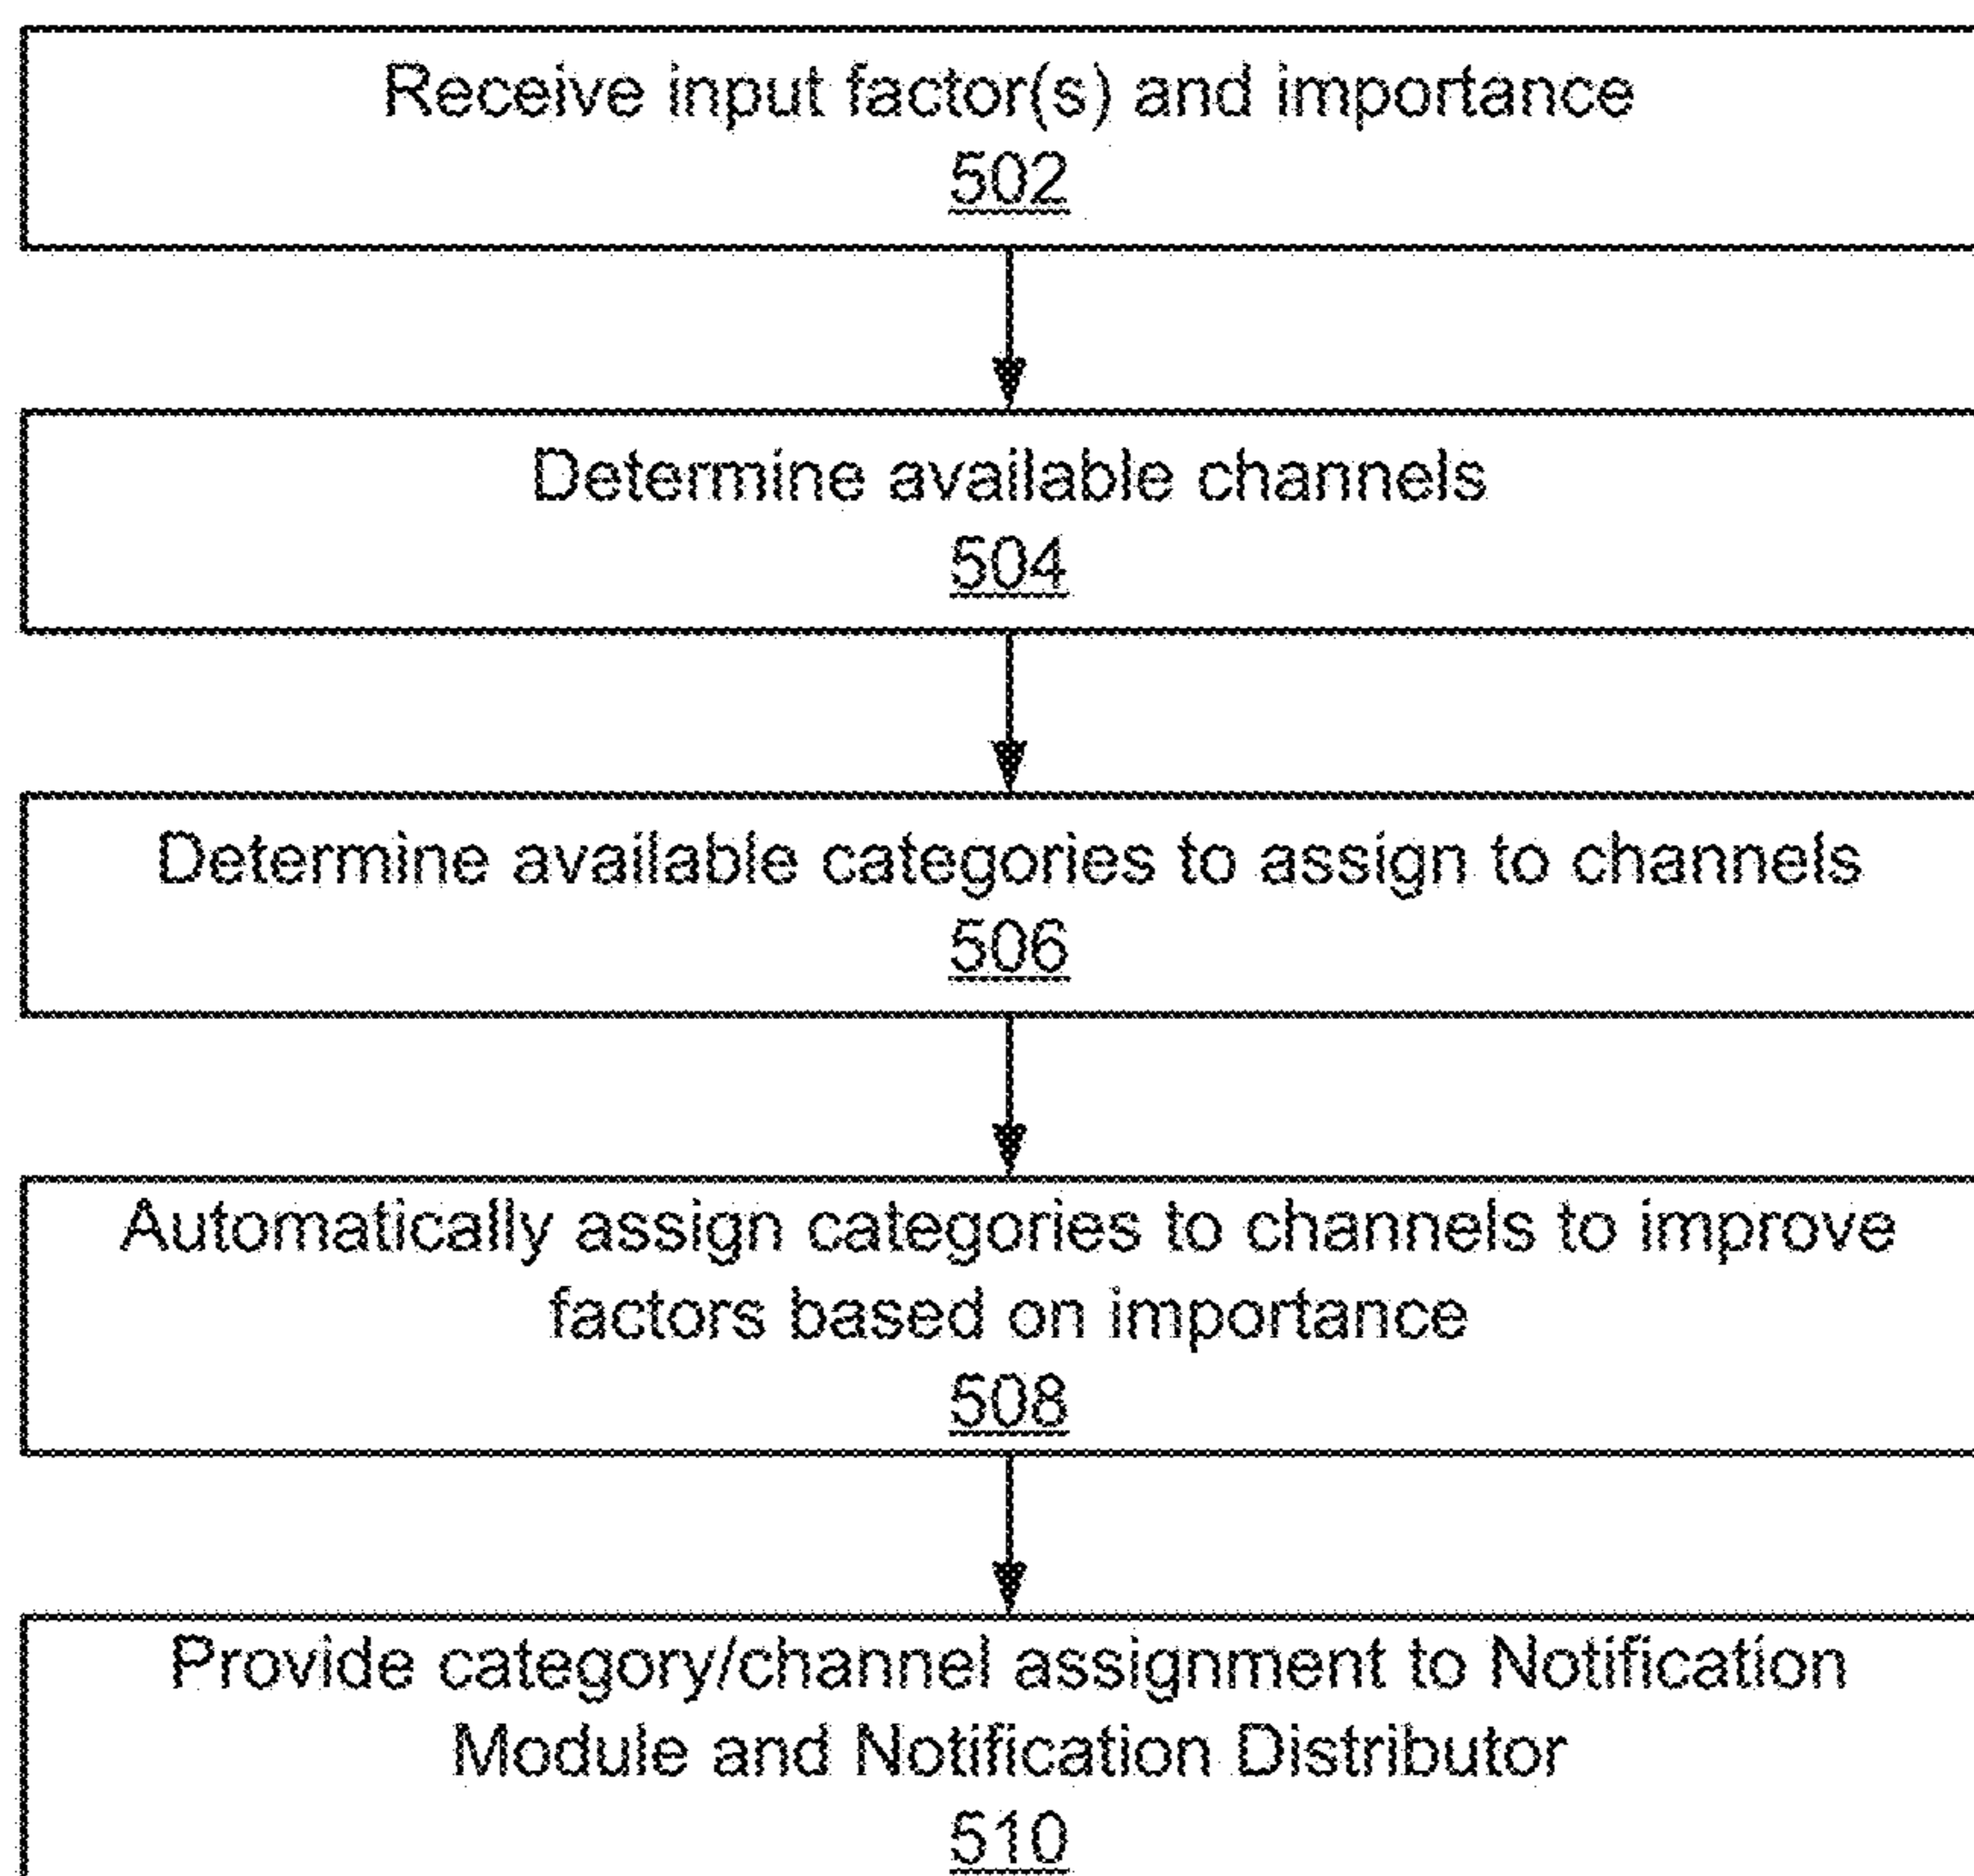 Receive input factor(s) and importance
502
Determine available channels
504
Determine available categories to assign to channels
506
Automatically assign categories to channels to improve
factors based on importance
508
Provide category/channel assignment to Notification
Module and Notification Distributor
510